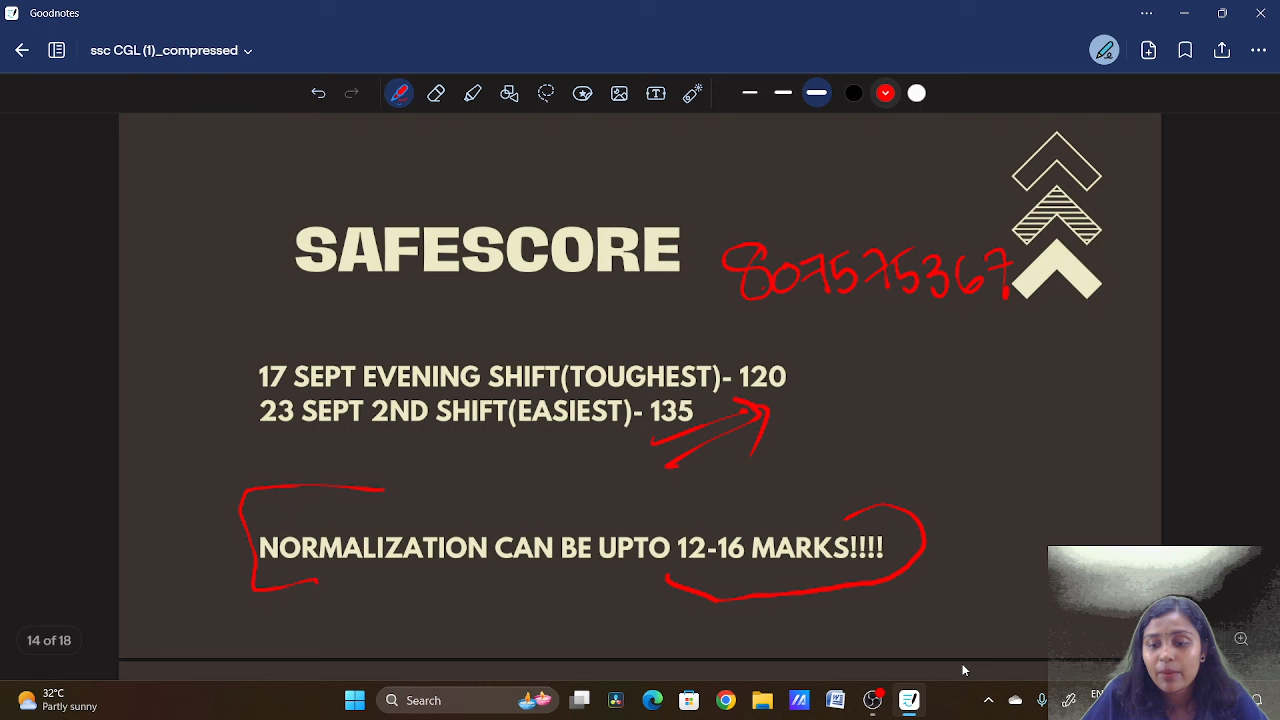 Goodnotes
ssc CGL (1)_compressed
SAFESCORE
807575367
17 SEPT EVENING SHIFT(TOUGHEST)- 120
23 SEPT 2ND SHIFT(EASIEST)- 135
NORMALIZATION CAN BE UPTO 12-16 MARKS!!!!
14 of 18
32°C
Partly sunny
Search